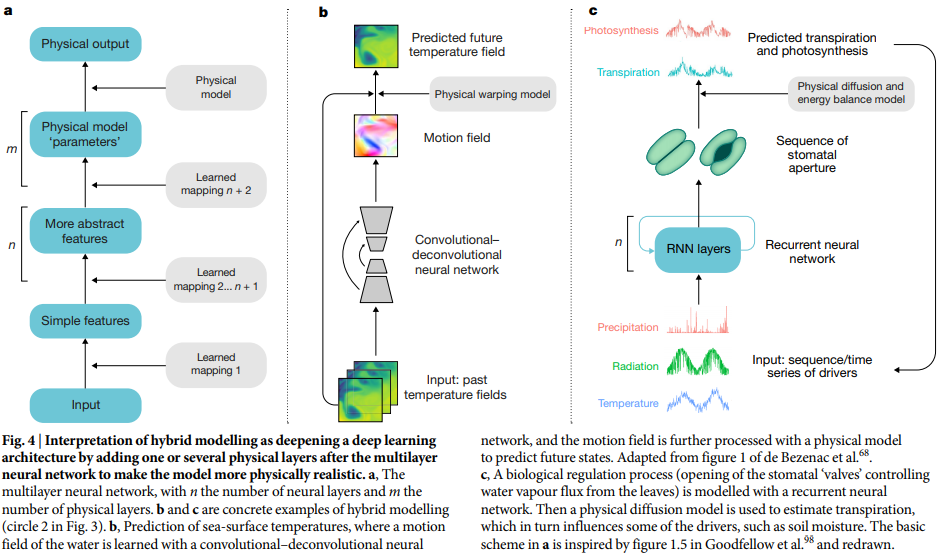 a
Physical output
Physical
model
Physical model
'parameters'
m
Learned
mapping n + 2
More abstract
features
n
Learned
mapping 2... n + 1
Simple features
Learned
mapping 1
Input
b
Predicted future
temperature field
Physical warping model
Motion field
Convolutional–
deconvolutional
neural network
Input: past
temperature fields
c
Photosynthesis
Transpiration
Predicted transpiration
and photosynthesis
Physical diffusion and
energy balance model
Sequence of
stomatal
aperture
n
RNN layers
Recurrent neural
network
Precipitation
Radiation
Temperature
Input: sequence/time
series of drivers
Fig. 4 | Interpretation of hybrid modelling as deepening a deep learning
architecture by adding one or several physical layers after the multilayer
neural network to make the model more physically realistic. a, The
multilayer neural network, with n the number of neural layers and m the
number of physical layers. b and c are concrete examples of hybrid modelling
(circle 2 in Fig. 3). b, Prediction of sea-surface temperatures, where a motion
field of the water is learned with a convolutional–deconvolutional neural
network, and the motion field is further processed with a physical model
to predict future states. Adapted from figure 1 of de Bezenac et al.68.
c, A biological regulation process (opening of the stomatal 'valves' controlling
water vapour flux from the leaves) is modelled with a recurrent neural
network. Then a physical diffusion model is used to estimate transpiration,
which in turn influences some of the drivers, such as soil moisture. The basic
scheme in a is inspired by figure 1.5 in Goodfellow et al.98 and redrawn.